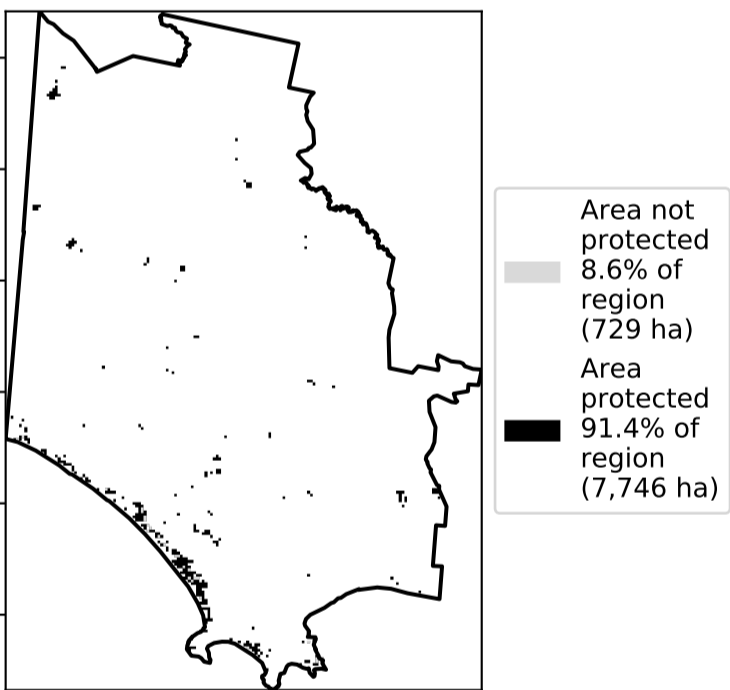 Area not
protected
8.6% of
region
(729 ha)
Area
protected
91.4% of
region
(7,746 ha)